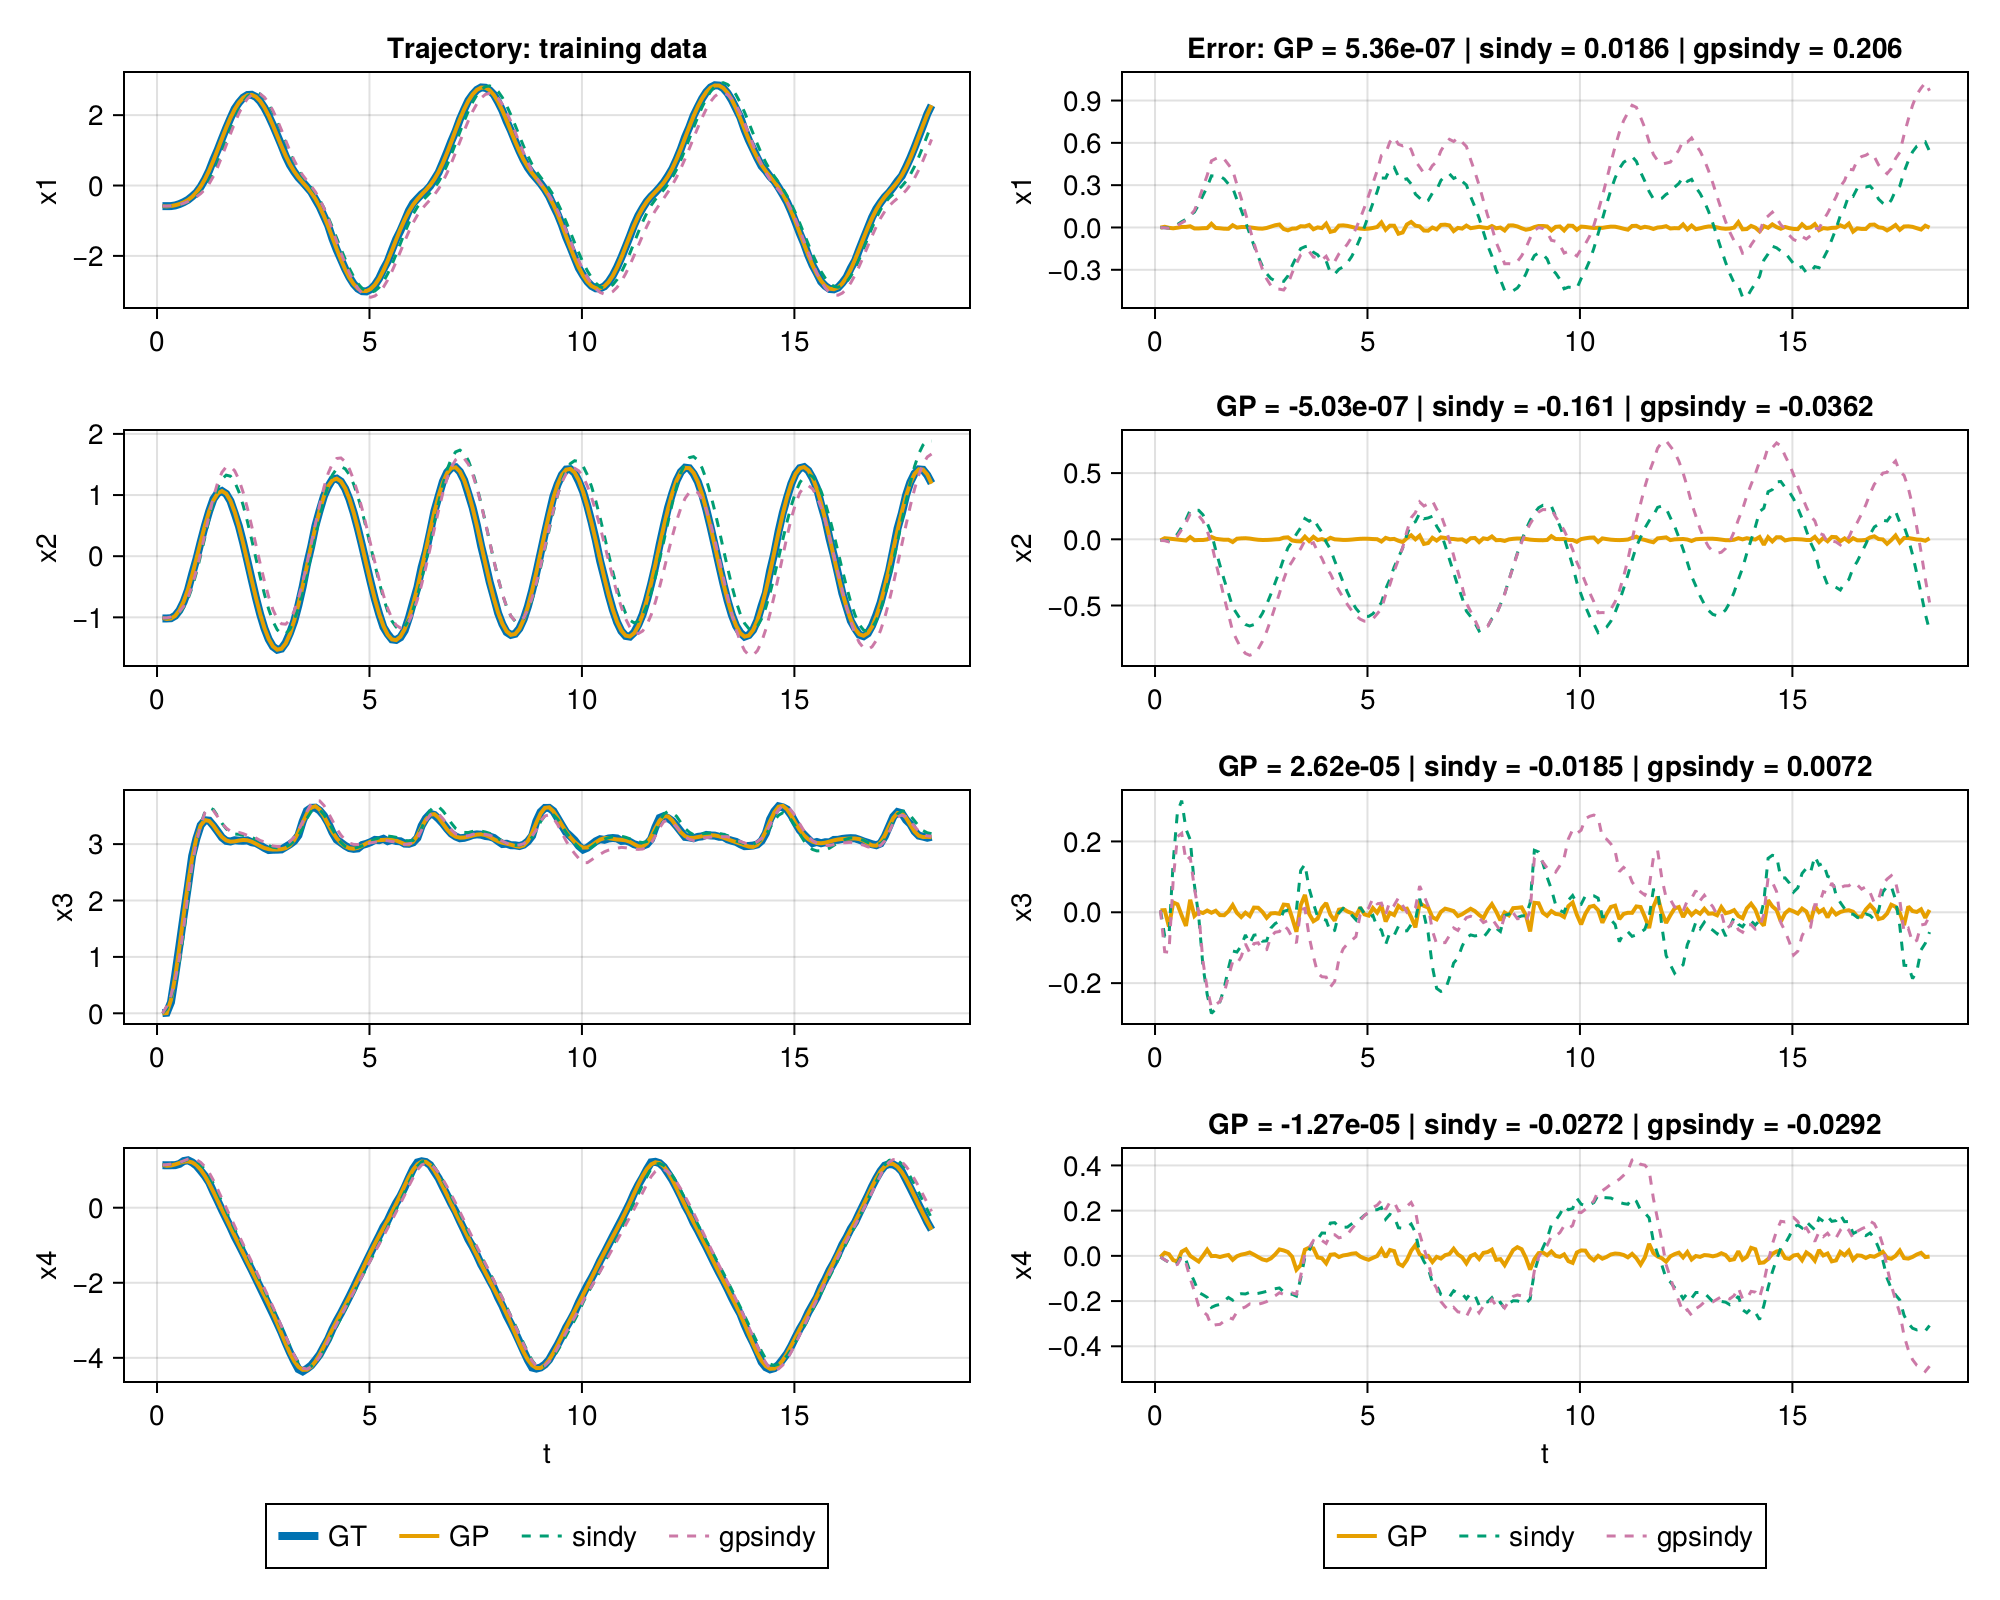 Trajectory: training data
2
0
−2
x1
0 5 10 15
Error: GP = 5.36e-07 | sindy = 0.0186 | gpsindy = 0.206
0.9
0.6
0.3
0.0
−0.3
x1
0 5 10 15
2
1
0
−1
x2
0 5 10 15
GP = -5.03e-07 | sindy = -0.161 | gpsindy = -0.0362
0.5
0.0
−0.5
x2
0 5 10 15
3
2
1
0
x3
0 5 10 15
GP = 2.62e-05 | sindy = -0.0185 | gpsindy = 0.0072
0.2
0.0
−0.2
x3
0 5 10 15
0
−2
−4
x4
0 5 10 15
t
GP = -1.27e-05 | sindy = -0.0272 | gpsindy = -0.0292
0.4
0.2
0.0
−0.2
−0.4
x4
0 5 10 15
t
GT GP sindy gpsindy
GP sindy gpsindy